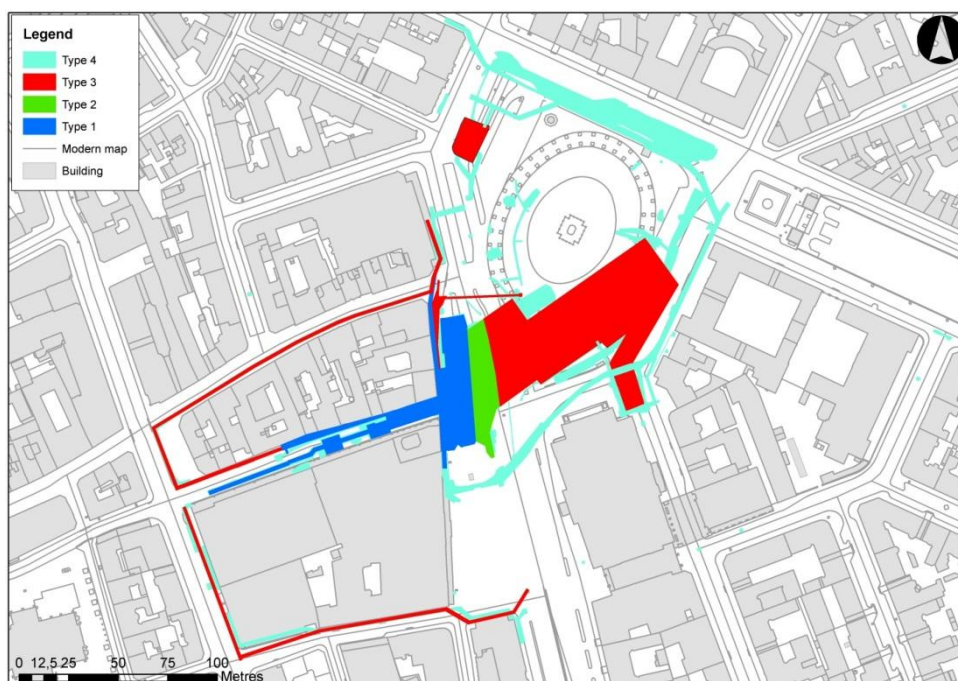 Legend
Type 4
Type 3
Type 2
Type 1
Modern map
Building
0 12,5 25 50 75 100
Metres